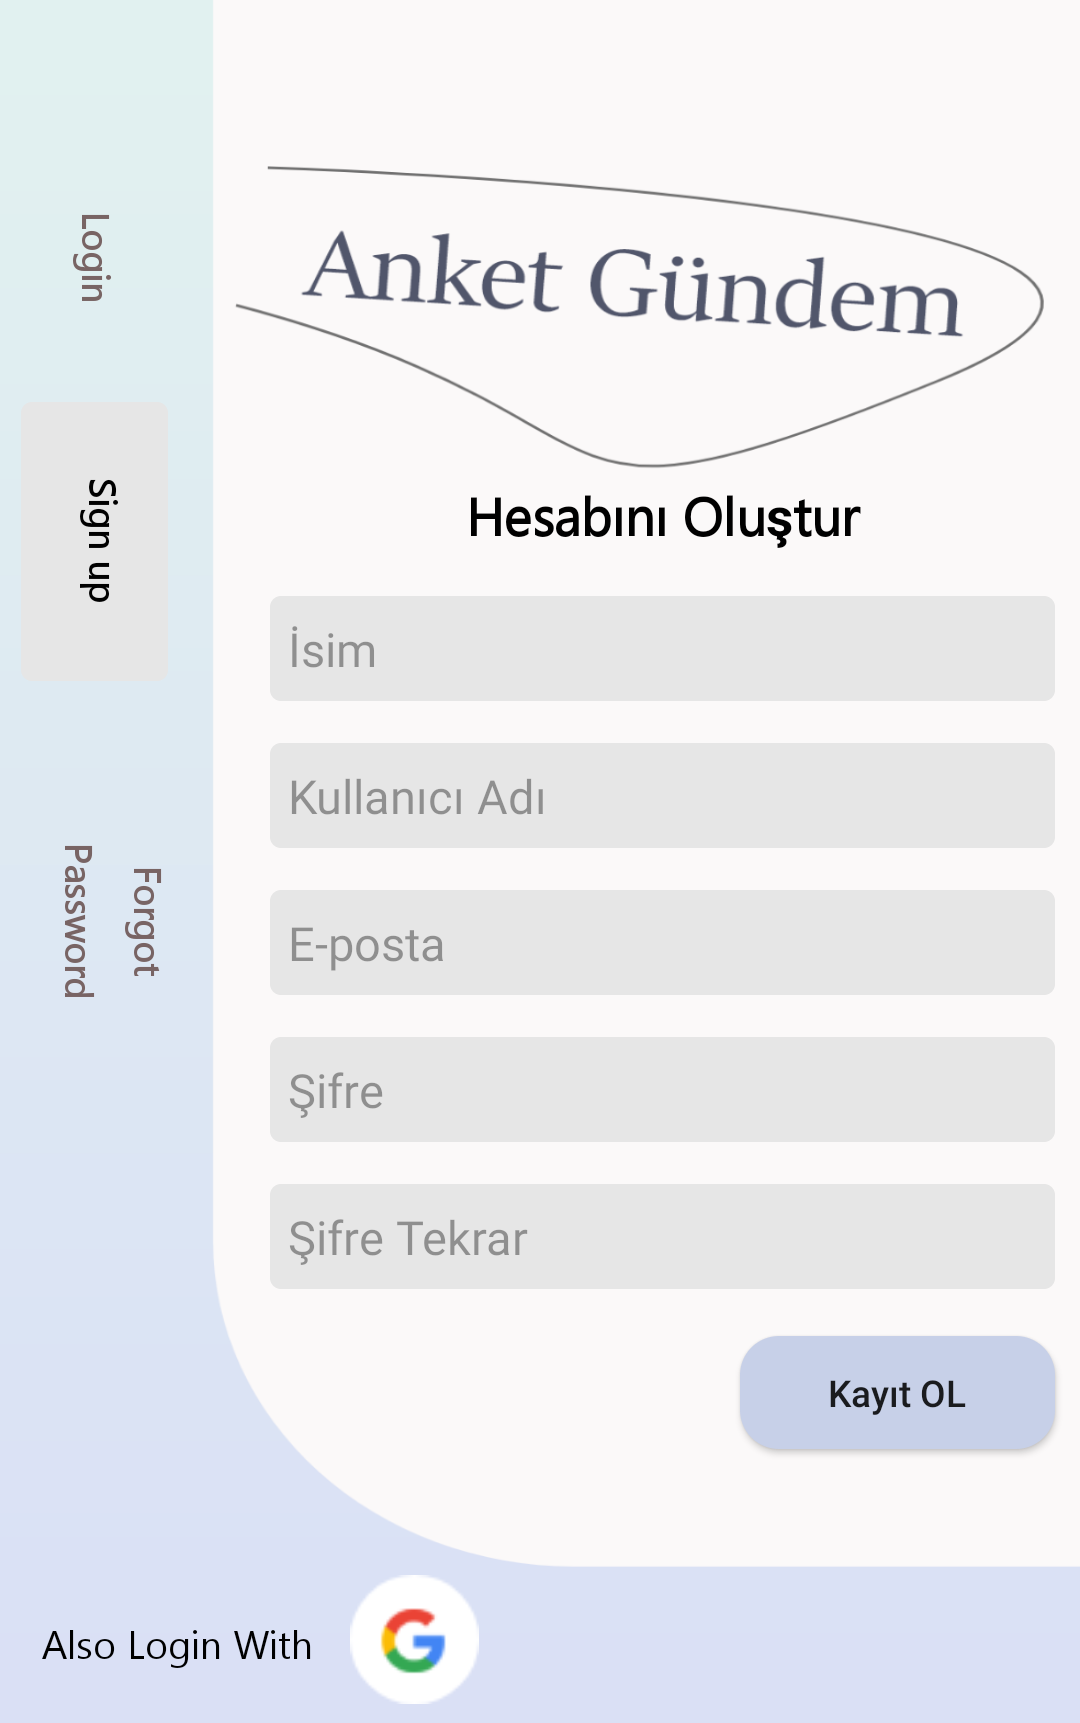 Login
Sign up
Forgot
Password
Anket Gündem
Hesabını Oluştur
İsim
Kullanıcı Adı
E-posta
Şifre
Şifre Tekrar
Kayıt OL
Also Login With
G